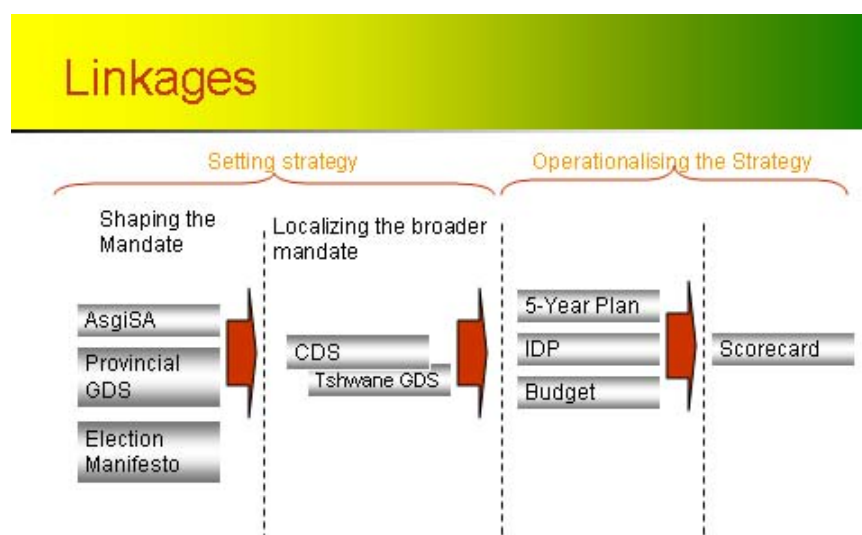 Linkages
Setting strategy
Operationalising the Strategy
Shaping the
Mandate
Localizing the broader
mandate
AsgiSA
Provincial
GDS
Election
Manifesto
CDS
Tshwane GDS
5-Year Plan
IDP
Budget
Scorecard